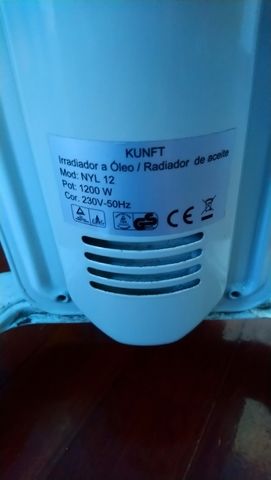 KUNFT
Irradiador a Óleo / Radiador de aceite
Mod: NYL 12
Pot: 1200 W
Cor. 230V-50Hz
CE